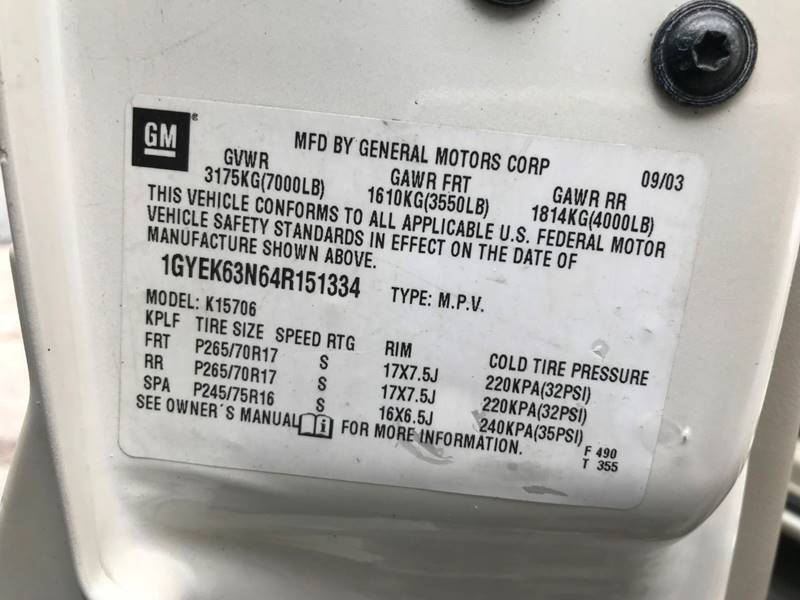 GM
MFD BY GENERAL MOTORS CORP 09/03
GVWR GAWR FRT GAWR RR
3175KG(7000LB) 1610KG(3550LB) 1814KG(4000LB)
THIS VEHICLE CONFORMS TO ALL APPLICABLE U.S. FEDERAL MOTOR
VEHICLE SAFETY STANDARDS IN EFFECT ON THE DATE OF
MANUFACTURE SHOWN ABOVE.
1GYEK63N64R151334 TYPE: M.P.V.
MODEL: K15706
KPLF TIRE SIZE SPEED RTG RIM COLD TIRE PRESSURE
FRT P265/70R17 S 17X7.5J 220KPA(32PSI)
RR P265/70R17 S 17X7.5J 220KPA(32PSI)
SPA P245/75R16 S 16X6.5J 240KPA(35PSI)
SEE OWNER'S MANUAL i FOR MORE INFORMATION.
F 490
T 355